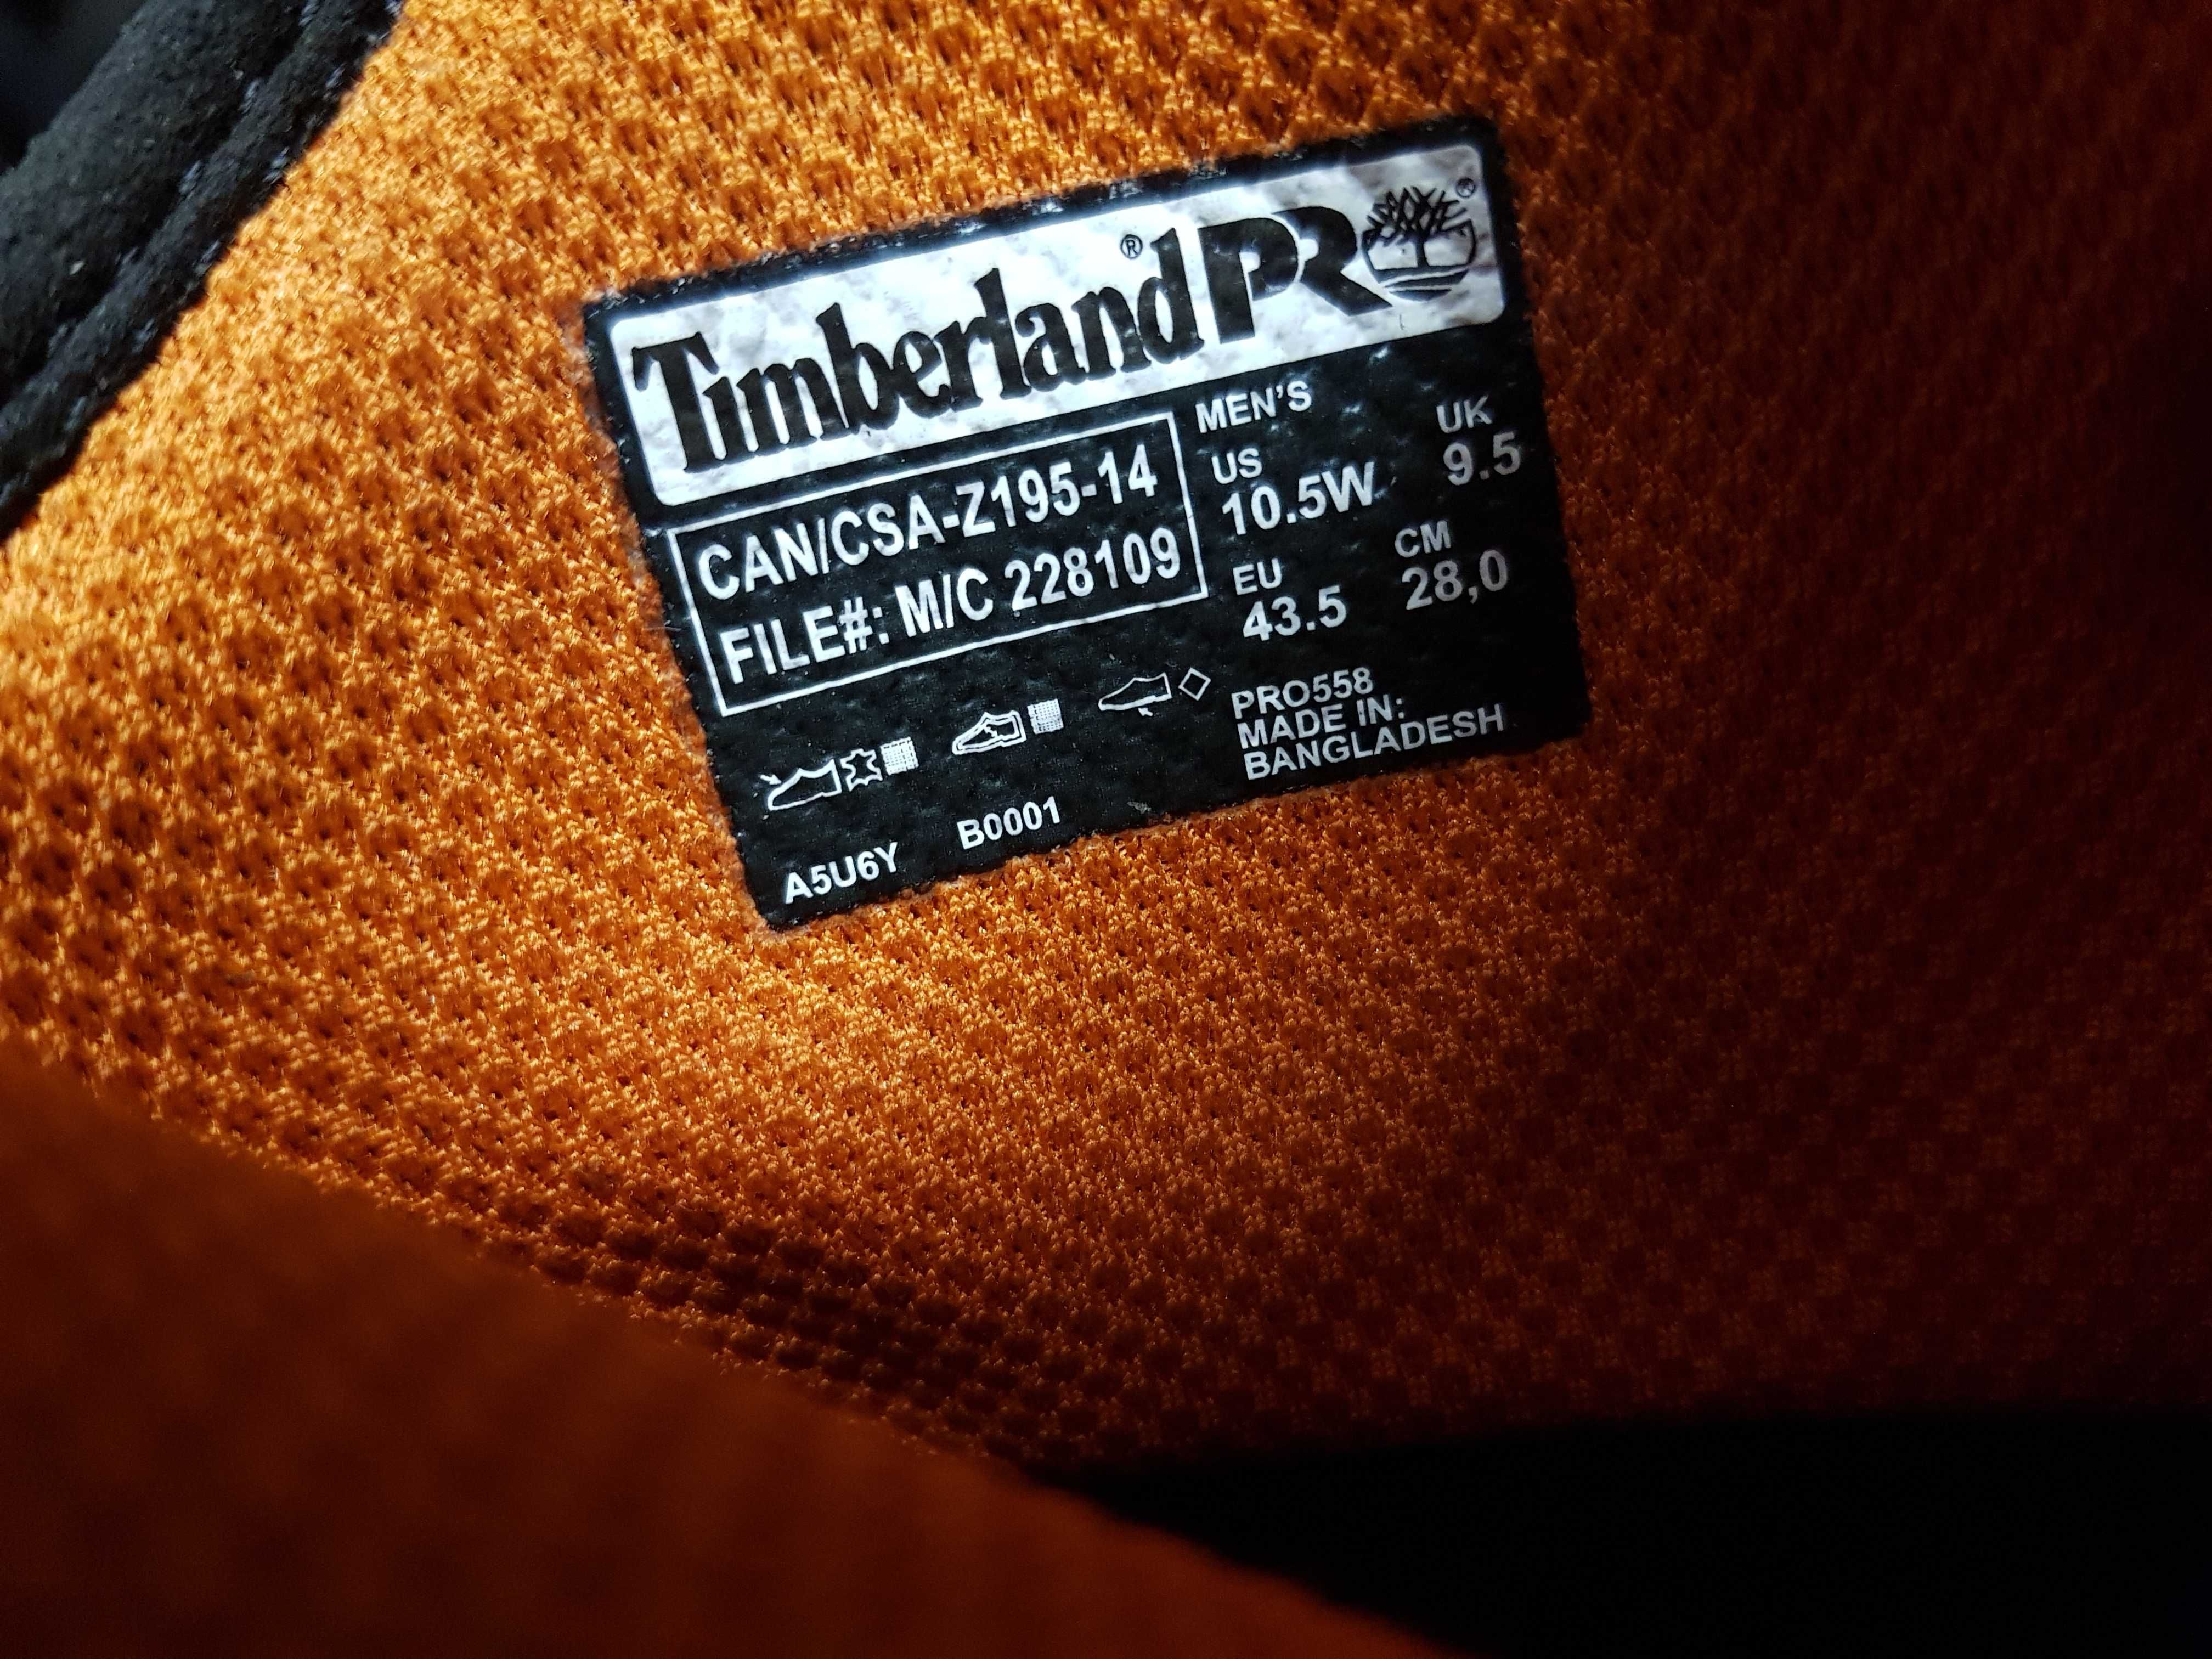 Timberland® PRO®
CAN/CSA-Z195-14
FILE#: M/C 228109
MEN'S
US UK
10.5W 9.5
EU CM
43.5 28,0
PRO558
MADE IN:
BANGLADESH
A5U6Y B0001